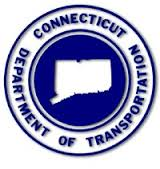 CONNECTICUT
DEPARTMENT OF TRANSPORTATION